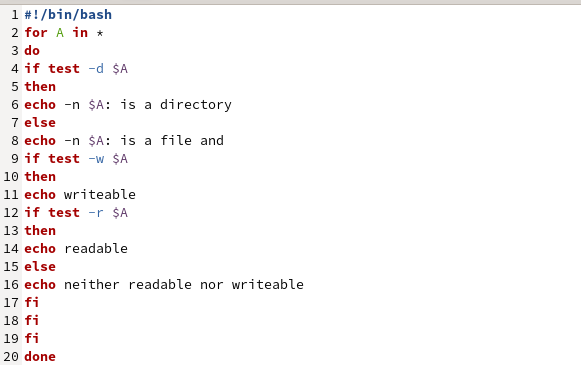 1 #!/bin/bash
2 for A in *
3 do
4 if test -d $A
5 then
6 echo -n $A: is a directory
7 else
8 echo -n $A: is a file and
9 if test -w $A
10 then
11 echo writeable
12 if test -r $A
13 then
14 echo readable
15 else
16 echo neither readable nor writeable
17 fi
18 fi
19 fi
20 done